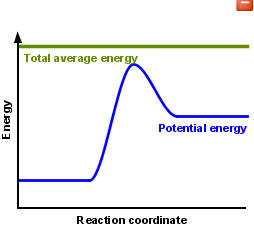 Total average energy
Potential energy
Energy
Reaction coordinate